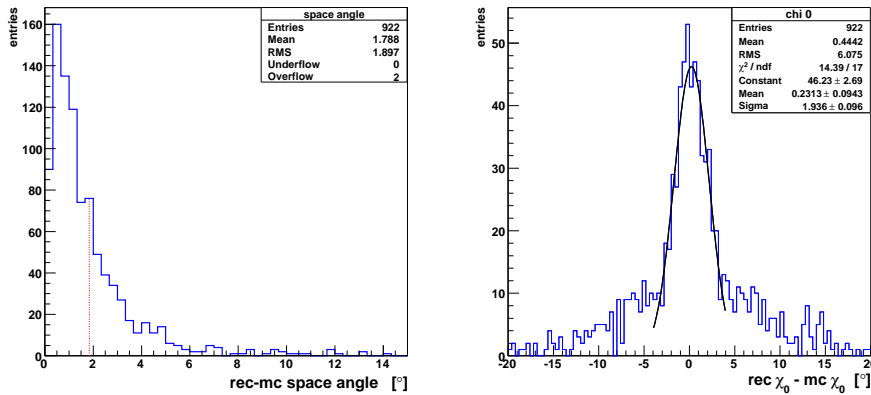 space angle
Entries 922
Mean 1.788
RMS 1.897
Underflow 0
Overflow 2
entries
160
140
120
100
80
60
40
20
0
0 2 4 6 8 10 12 14
rec-mc space angle [°]
chi 0
Entries 922
Mean 0.4442
RMS 6.075
χ² / ndf 14.39 / 17
Constant 46.23 ± 2.69
Mean 0.2313 ± 0.0943
Sigma 1.936 ± 0.096
entries
50
40
30
20
10
0
-20 -15 -10 -5 0 5 10 15 20
rec χ₀ - mc χ₀ [°]